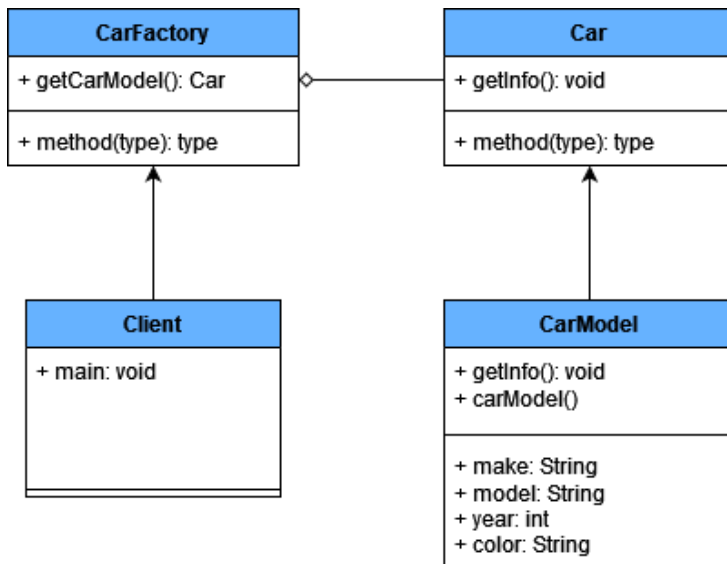 CarFactory
+ getCarModel(): Car
+ method(type): type
Car
+ getInfo(): void
+ method(type): type
Client
+ main: void
CarModel
+ getInfo(): void
+ carModel()
+ make: String
+ model: String
+ year: int
+ color: String